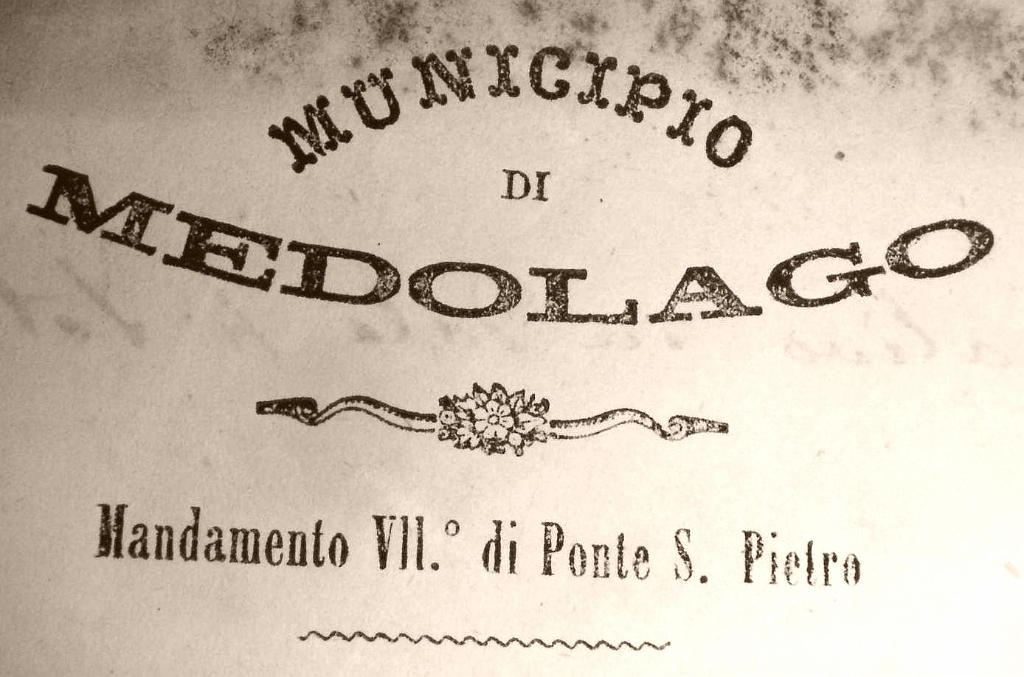 MUNICIPIO
DI
MEDOLAGO
Mandamento VII.° di Ponte S. Pietro